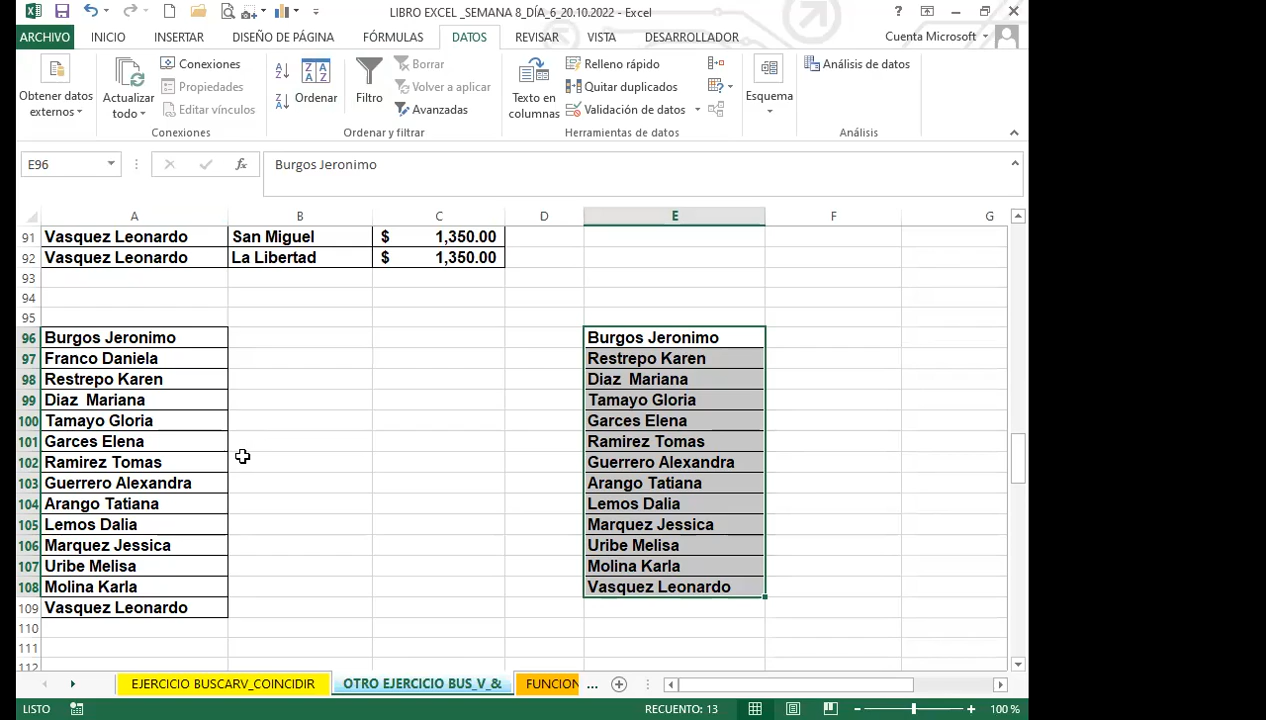 LIBRO EXCEL _SEMANA 8_DÍA_6_20.10.2022 - Excel
ARCHIVO INICIO INSERTAR DISEÑO DE PÁGINA FÓRMULAS DATOS REVISAR VISTA DESARROLLADOR Cuenta Microsoft
Obtener datos externos
Actualizar todo
Conexiones
Propiedades
Editar vínculos
Conexiones
Ordenar
Filtro
Borrar
Volver a aplicar
Avanzadas
Ordenar y filtrar
Texto en columnas
Relleno rápido
Quitar duplicados
Validación de datos
Herramientas de datos
Esquema
Análisis de datos
Análisis
E96 fx Burgos Jeronimo
A B C D E F G
91 Vasquez Leonardo San Miguel $ 1,350.00
92 Vasquez Leonardo La Libertad $ 1,350.00
93
94
95
96 Burgos Jeronimo Burgos Jeronimo
97 Franco Daniela Restrepo Karen
98 Restrepo Karen Diaz  Mariana
99 Diaz  Mariana Tamayo Gloria
100 Tamayo Gloria Garces Elena
101 Garces Elena Ramirez Tomas
102 Ramirez Tomas Guerrero Alexandra
103 Guerrero Alexandra Arango Tatiana
104 Arango Tatiana Lemos Dalia
105 Lemos Dalia Marquez Jessica
106 Marquez Jessica Uribe Melisa
107 Uribe Melisa Molina Karla
108 Molina Karla Vasquez Leonardo
109 Vasquez Leonardo
110
111
112
EJERCICIO BUSCARV_COINCIDIR OTRO EJERCICIO BUS_V_& FUNCION ...
LISTO RECUENTO: 13 100 %